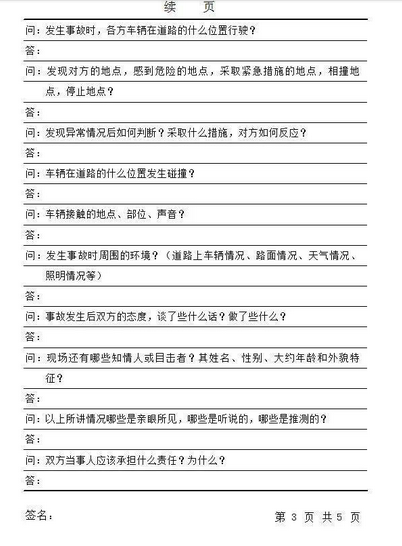 续 页
问：发生事故时，各方车辆在道路的什么位置行驶？
答：
问：发现对方的地点，感到危险的地点，采取紧急措施的地点，相撞地
点，停止地点？
答：
问：发现异常情况后如何判断？采取什么措施，对方如何反应？
答：
问：车辆在道路的什么位置发生碰撞？
答：
问：车辆接触的地点、部位、声音？
答：
问：发生事故时周围的环境？（道路上车辆情况、路面情况、天气情况、
照明情况等）
答：
问：事故发生后双方的态度，谈了些什么话？做了些什么？
答：
问：现场还有哪些知情人或目击者？其姓名、性别、大约年龄和外貌特
征？
答：
问：以上所讲情况哪些是亲眼所见，哪些是听说的，哪些是推测的？
答：
问：双方当事人应该承担什么责任？为什么？
答：
签名：
第 3 页 共 5 页